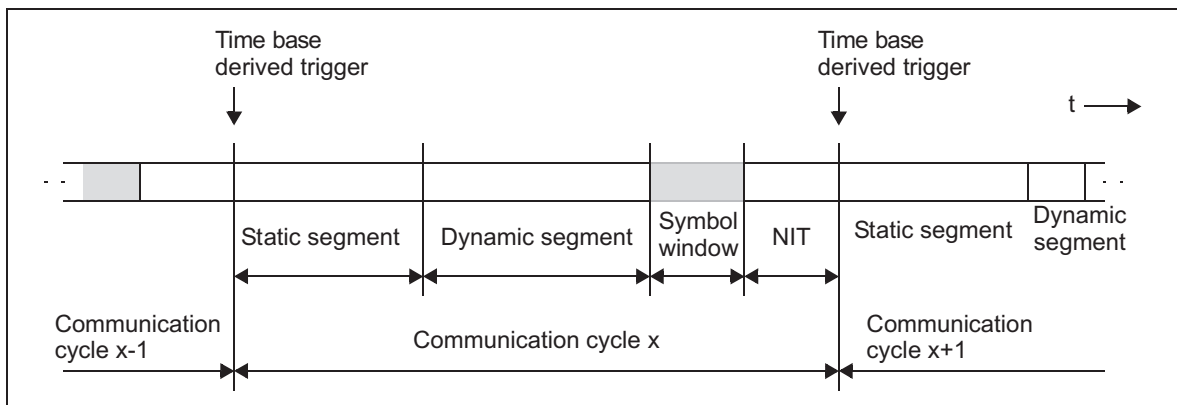 Time base
derived trigger
Time base
derived trigger
t
Static segment
Dynamic segment
Symbol
window
NIT
Static segment
Dynamic
segment
Communication
cycle x-1
Communication cycle x
Communication
cycle x+1